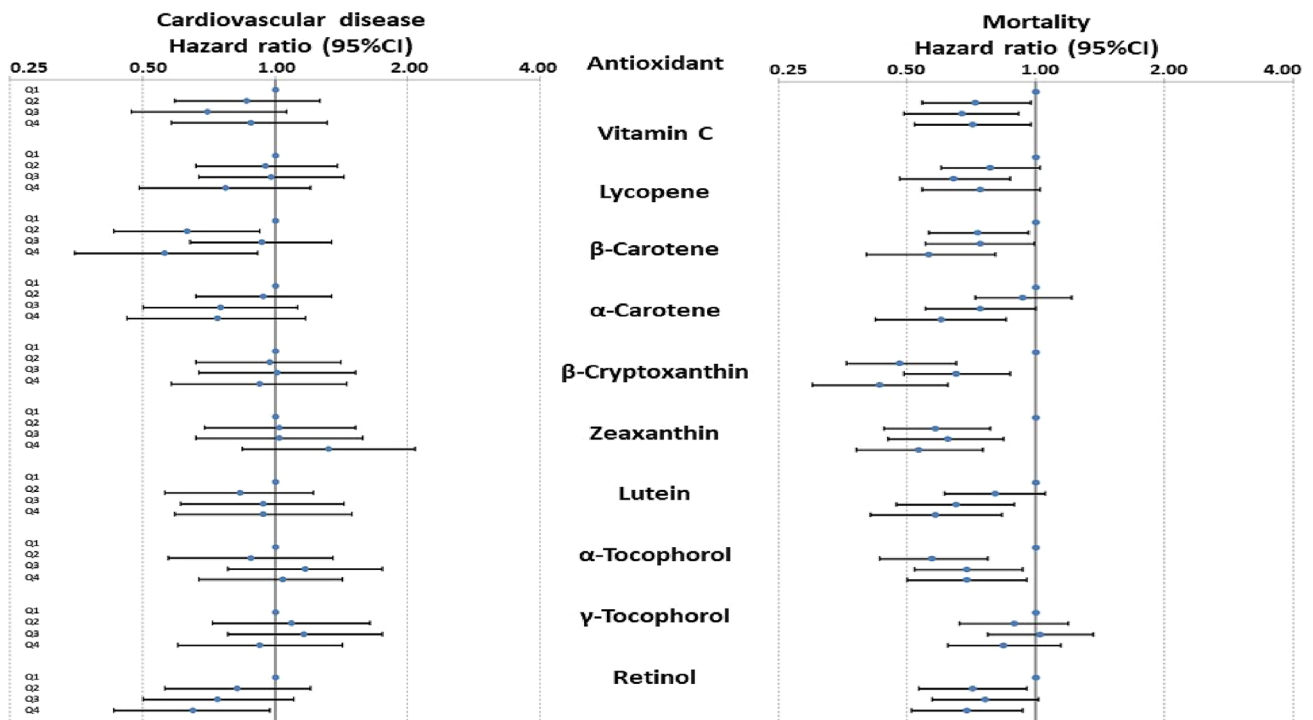 Cardiovascular disease
Hazard ratio (95%CI)
0.25 0.50 1.00 2.00 4.00
Mortality
Hazard ratio (95%CI)
0.25 0.50 1.00 2.00 4.00
Antioxidant
Q1
Q2
Q3
Q4
Vitamin C
Q1
Q2
Q3
Q4
Lycopene
Q1
Q2
Q3
Q4
β-Carotene
Q1
Q2
Q3
Q4
α-Carotene
Q1
Q2
Q3
Q4
β-Cryptoxanthin
Q1
Q2
Q3
Q4
Zeaxanthin
Q1
Q2
Q3
Q4
Lutein
Q1
Q2
Q3
Q4
α-Tocophorol
Q1
Q2
Q3
Q4
γ-Tocophorol
Q1
Q2
Q3
Q4
Retinol